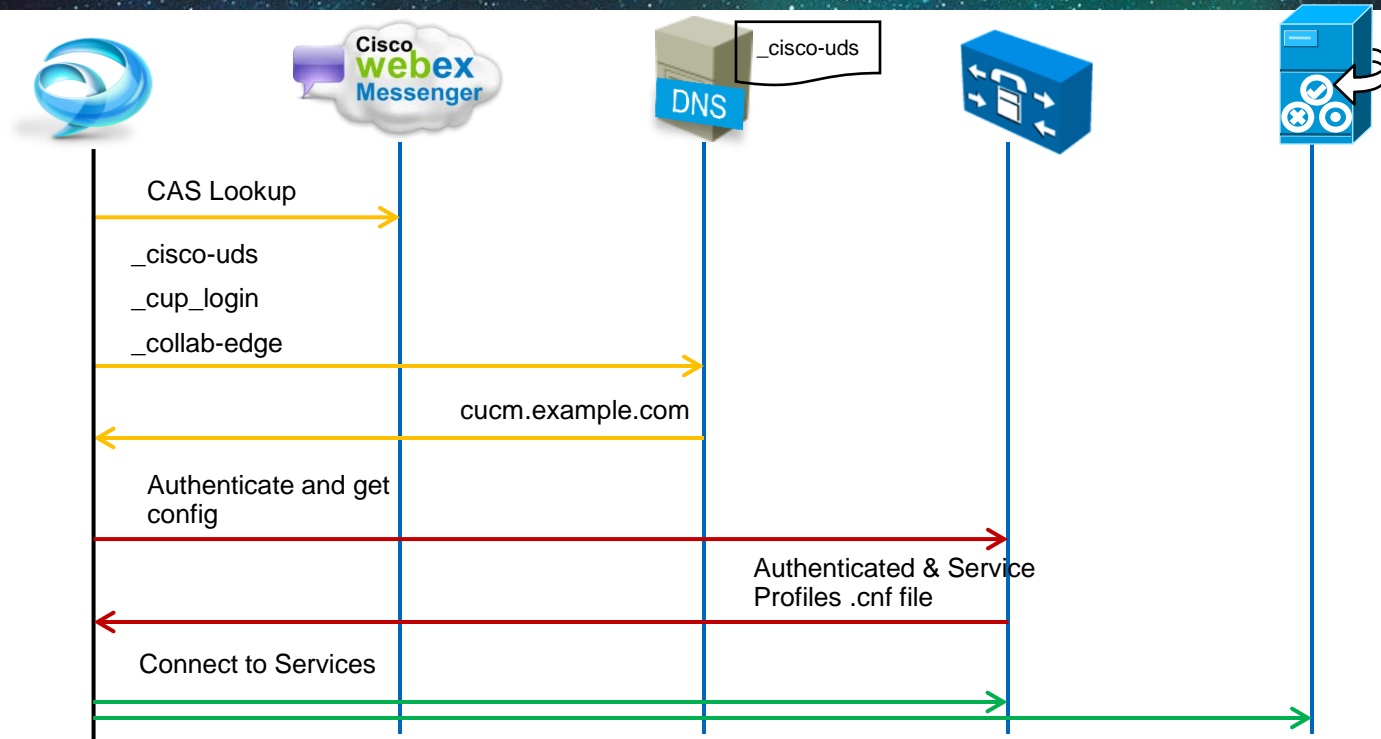 Cisco
webex
Messenger
_cisco-uds
DNS
CAS Lookup
_cisco-uds
_cup_login
_collab-edge
cucm.example.com
Authenticate and get
config
Authenticated & Service
Profiles .cnf file
Connect to Services